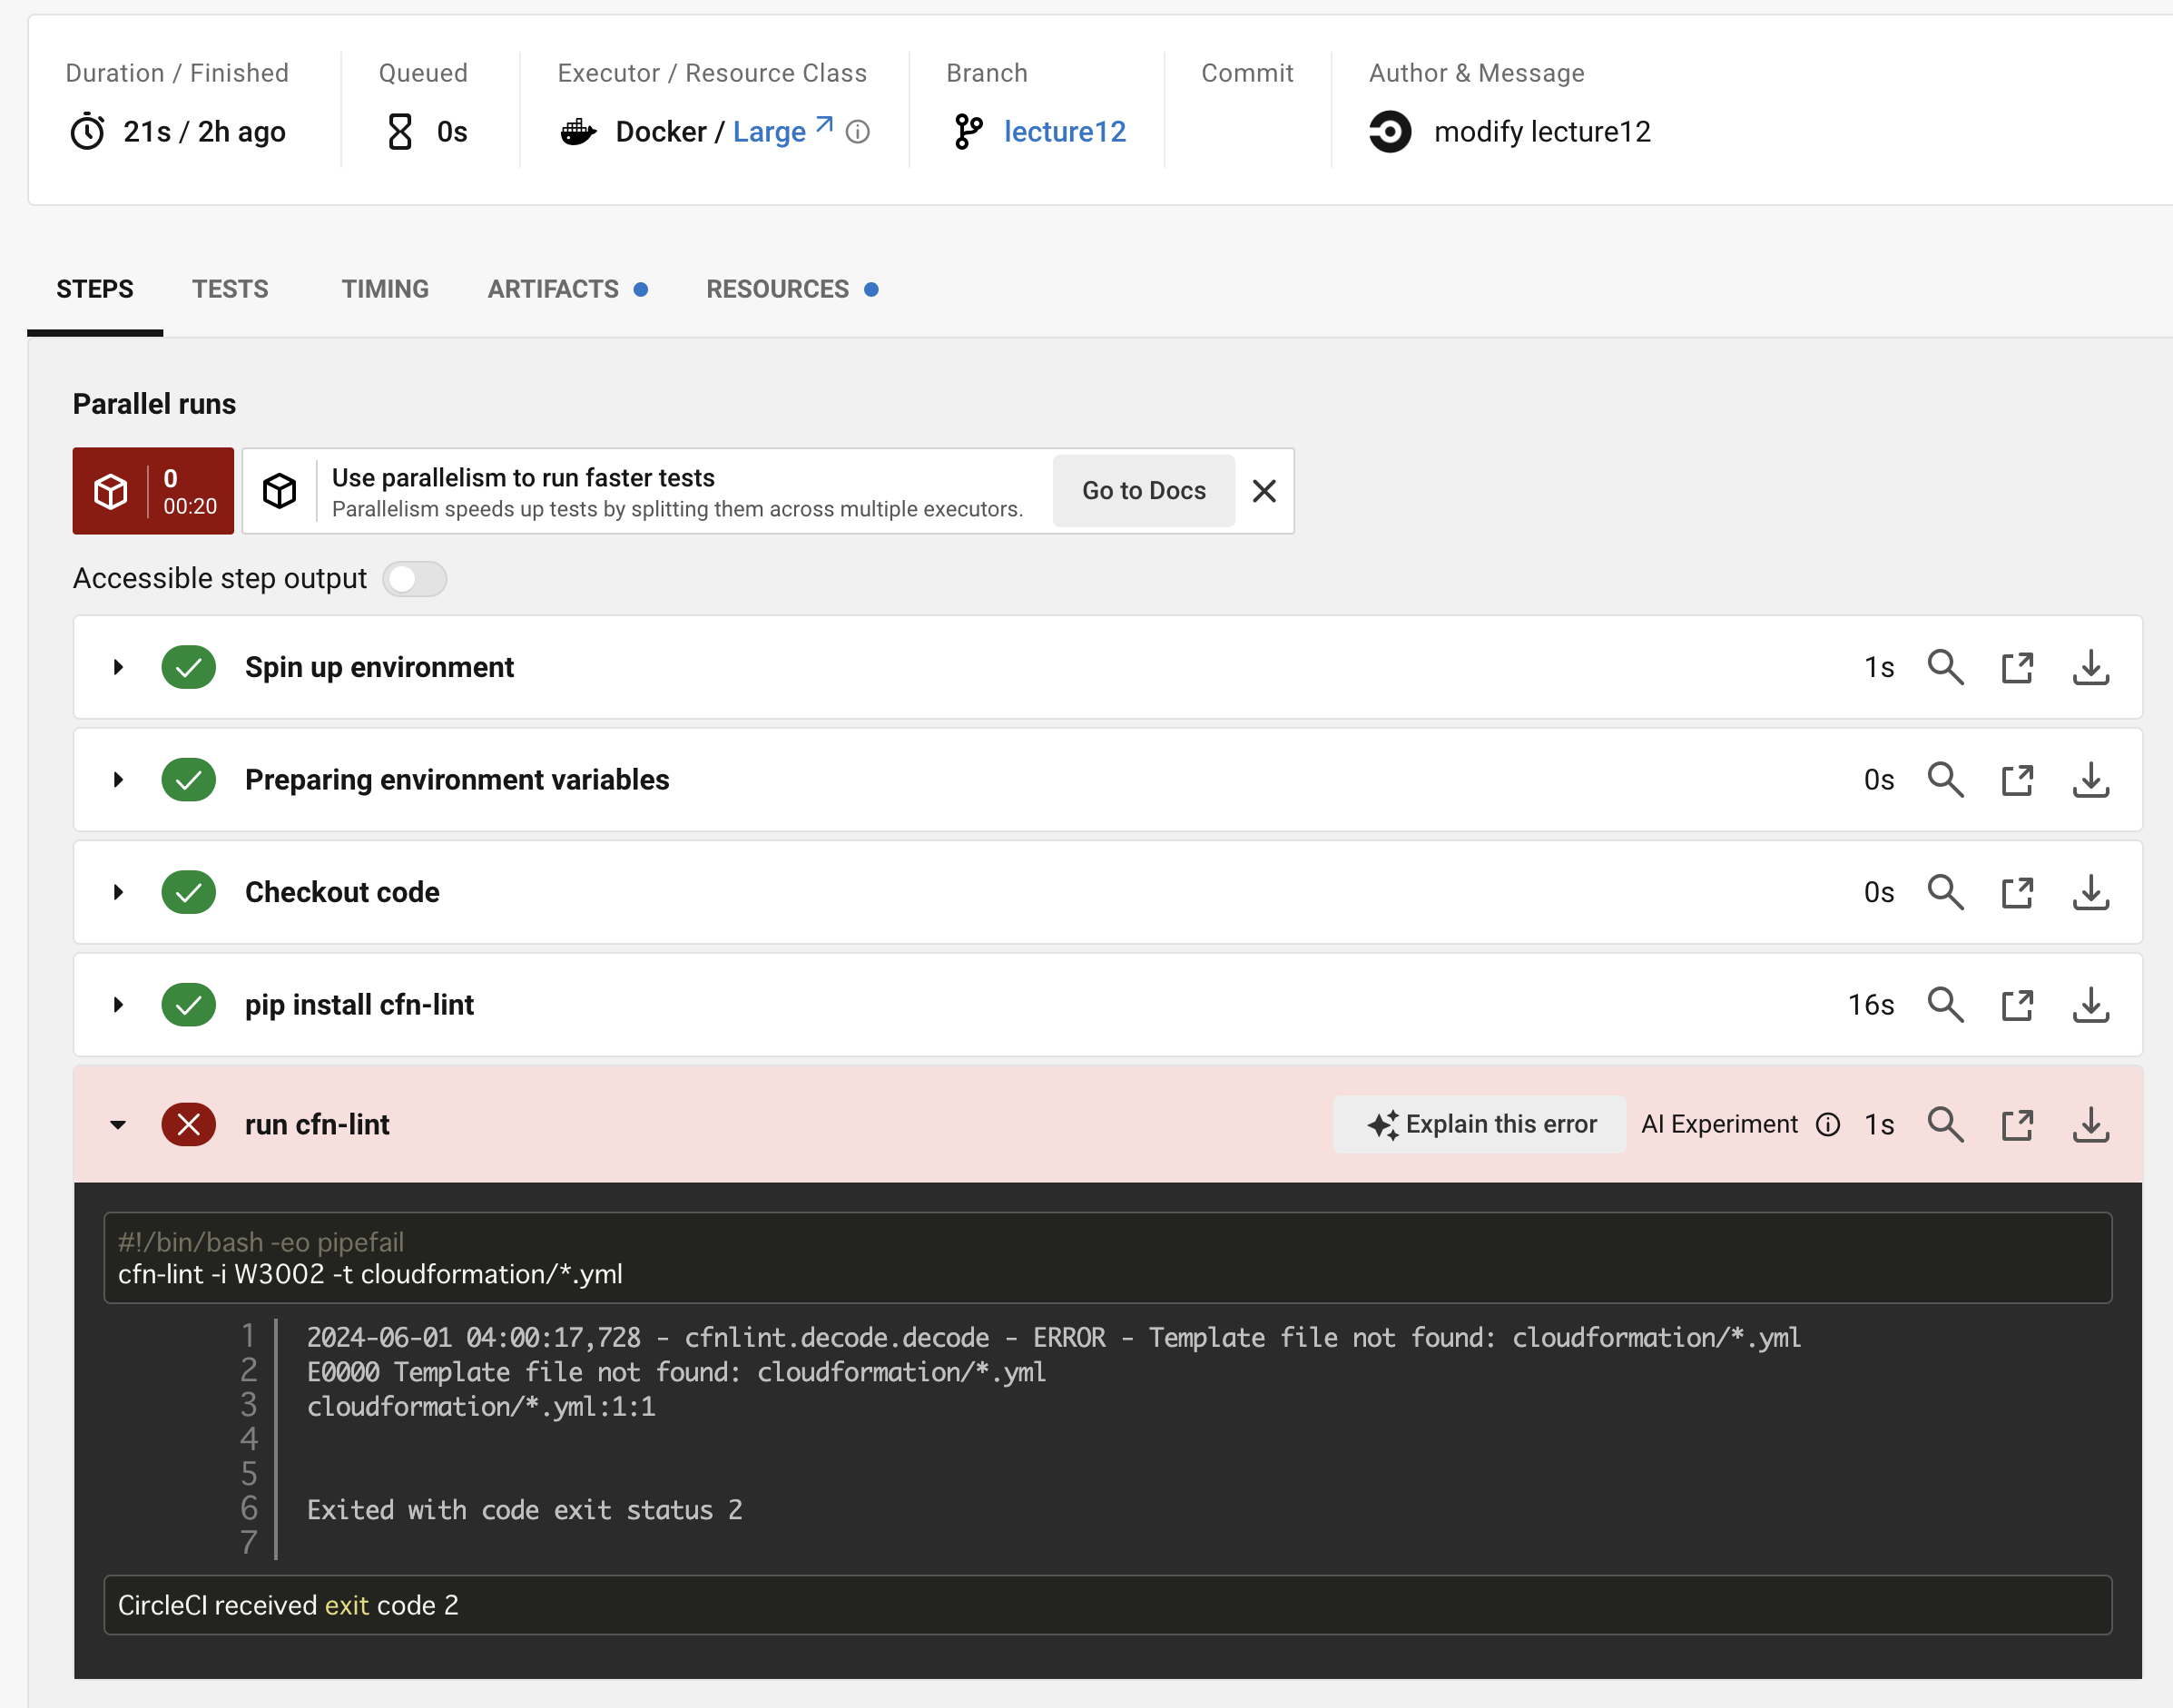 Duration / Finished
21s / 2h ago
Queued
0s
Executor / Resource Class
Docker / Large
Branch
lecture12
Commit
Author & Message
modify lecture12
STEPS TESTS TIMING ARTIFACTS RESOURCES
Parallel runs
0
00:20
Use parallelism to run faster tests
Parallelism speeds up tests by splitting them across multiple executors.
Go to Docs
Accessible step output
Spin up environment 1s
Preparing environment variables 0s
Checkout code 0s
pip install cfn-lint 16s
run cfn-lint Explain this error AI Experiment 1s
#!/bin/bash -eo pipefail
cfn-lint -i W3002 -t cloudformation/*.yml
1 2024-06-01 04:00:17,728 - cfnlint.decode.decode - ERROR - Template file not found: cloudformation/*.yml
2 E0000 Template file not found: cloudformation/*.yml
3 cloudformation/*.yml:1:1
4
5
6 Exited with code exit status 2
7
CircleCI received exit code 2